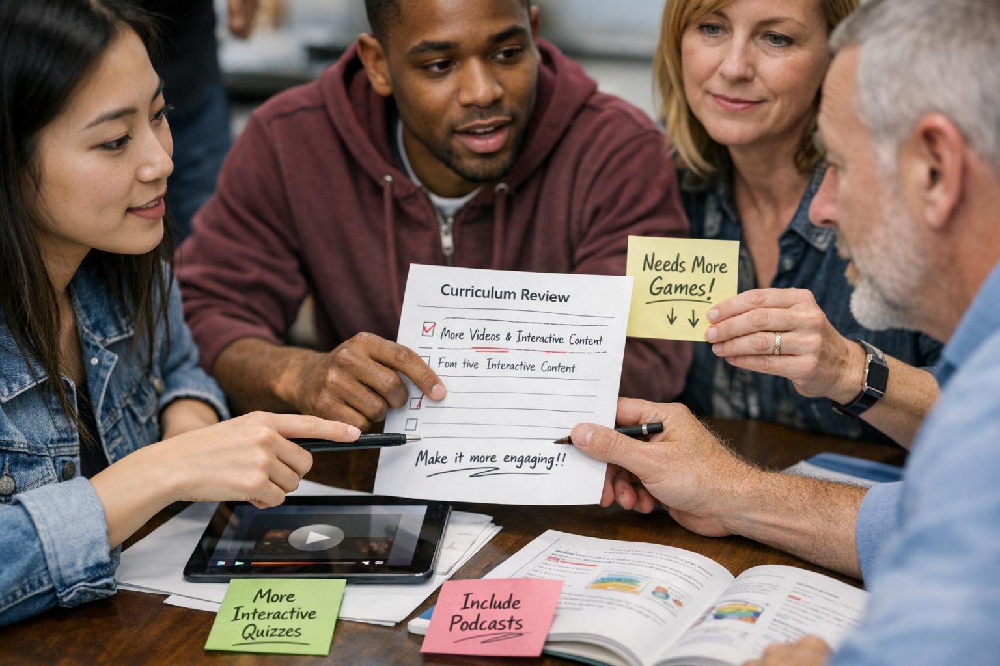 Curriculum Review
More Videos & Interactive Content
Fom tive Interactive Content
Make it more engaging!!
Needs More
Games!
More
Interactive
Quizzes
Include
Podcasts